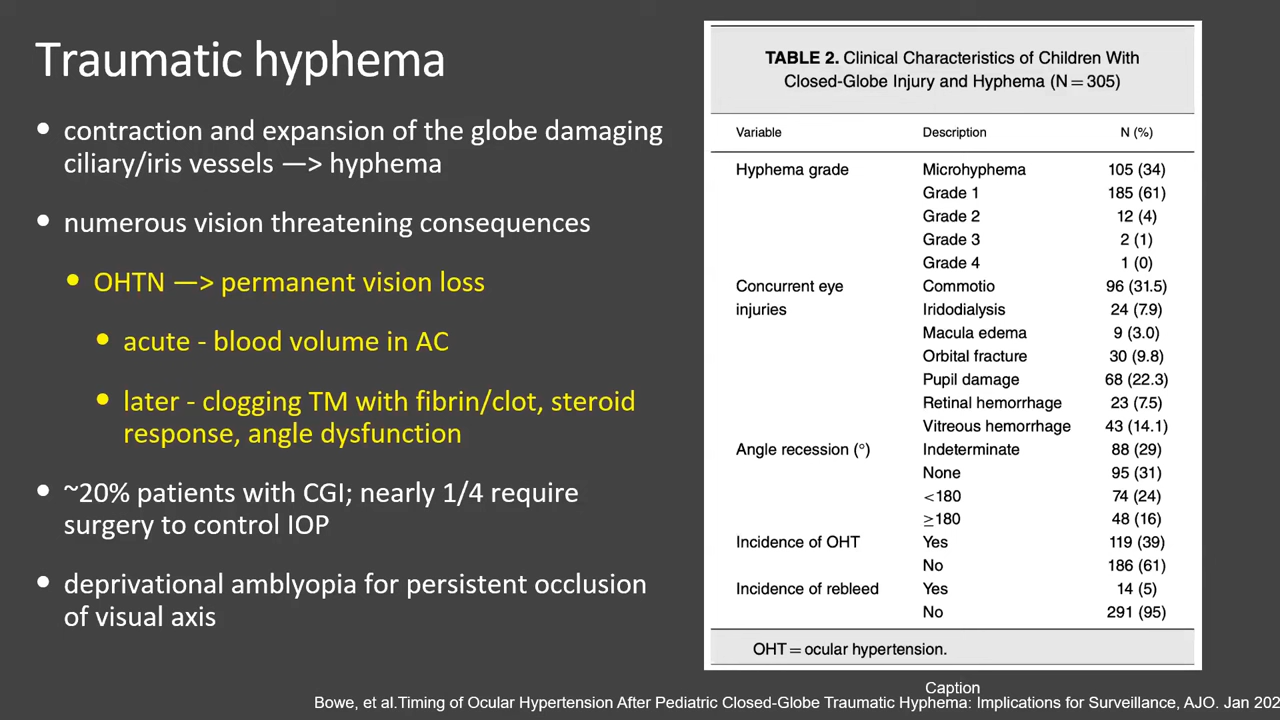 Traumatic hyphema
• contraction and expansion of the globe damaging
ciliary/iris vessels —> hyphema
• numerous vision threatening consequences
• OHTN —> permanent vision loss
• acute - blood volume in AC
• later - clogging TM with fibrin/clot, steroid
response, angle dysfunction
• ~20% patients with CGI; nearly 1/4 require
surgery to control IOP
• deprivational amblyopia for persistent occlusion
of visual axis
TABLE 2. Clinical Characteristics of Children With
Closed-Globe Injury and Hyphema (N = 305)
Variable Description N (%)
Hyphema grade Microhyphema 105 (34)
Grade 1 185 (61)
Grade 2 12 (4)
Grade 3 2 (1)
Grade 4 1 (0)
Concurrent eye Commotio 96 (31.5)
injuries Iridodialysis 24 (7.9)
Macula edema 9 (3.0)
Orbital fracture 30 (9.8)
Pupil damage 68 (22.3)
Retinal hemorrhage 23 (7.5)
Vitreous hemorrhage 43 (14.1)
Angle recession (°) Indeterminate 88 (29)
None 95 (31)
<180 74 (24)
≥180 48 (16)
Incidence of OHT Yes 119 (39)
No 186 (61)
Incidence of rebleed Yes 14 (5)
No 291 (95)
OHT = ocular hypertension.
Caption
Bowe, et al.Timing of Ocular Hypertension After Pediatric Closed-Globe Traumatic Hyphema: Implications for Surveillance, AJO. Jan 202